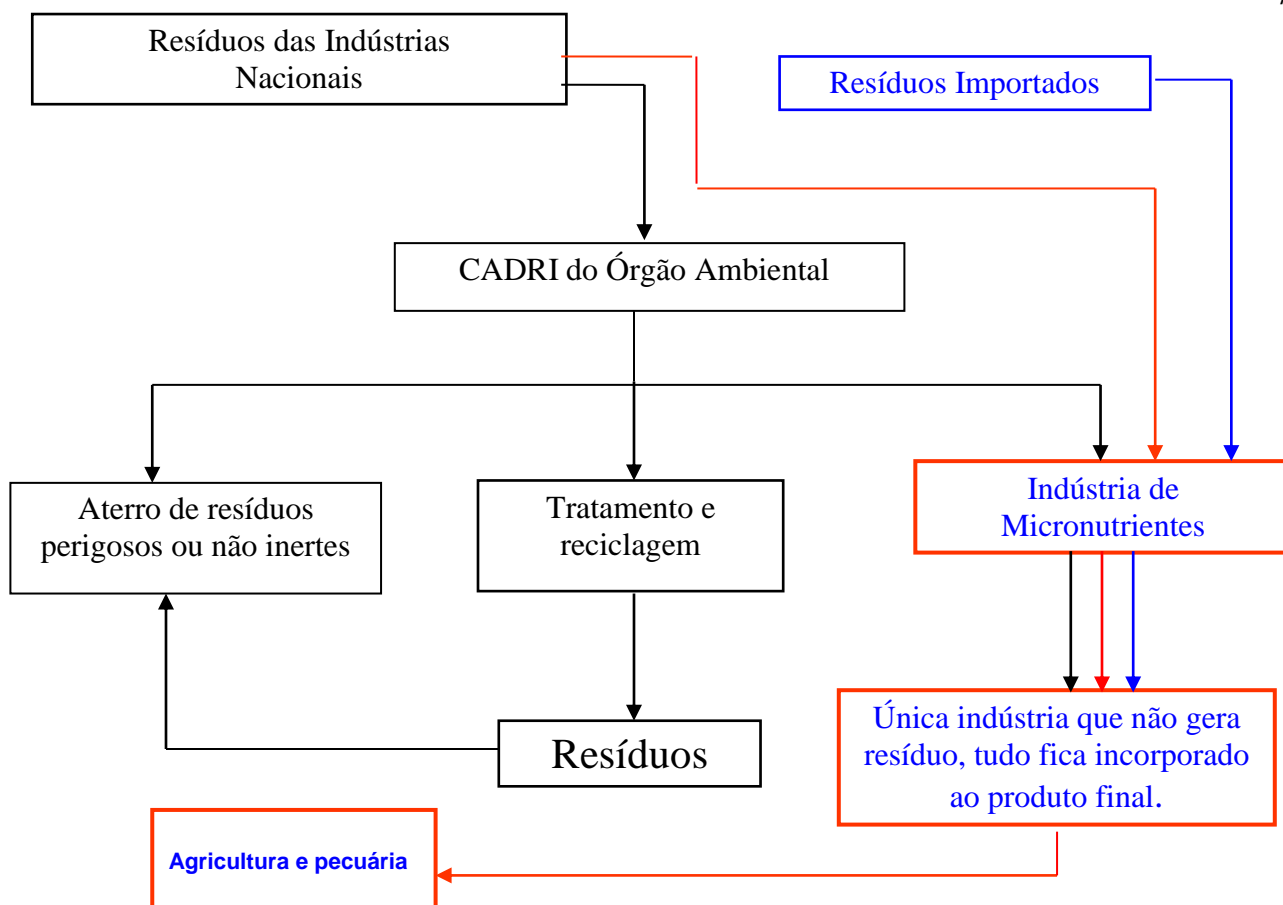 Resíduos das Indústrias
Nacionais
Resíduos Importados
CADRI do Órgão Ambiental
Aterro de resíduos
perigosos ou não inertes
Tratamento e
reciclagem
Indústria de
Micronutrientes
Resíduos
Única indústria que não gera
resíduo, tudo fica incorporado
ao produto final.
Agricultura e pecuária